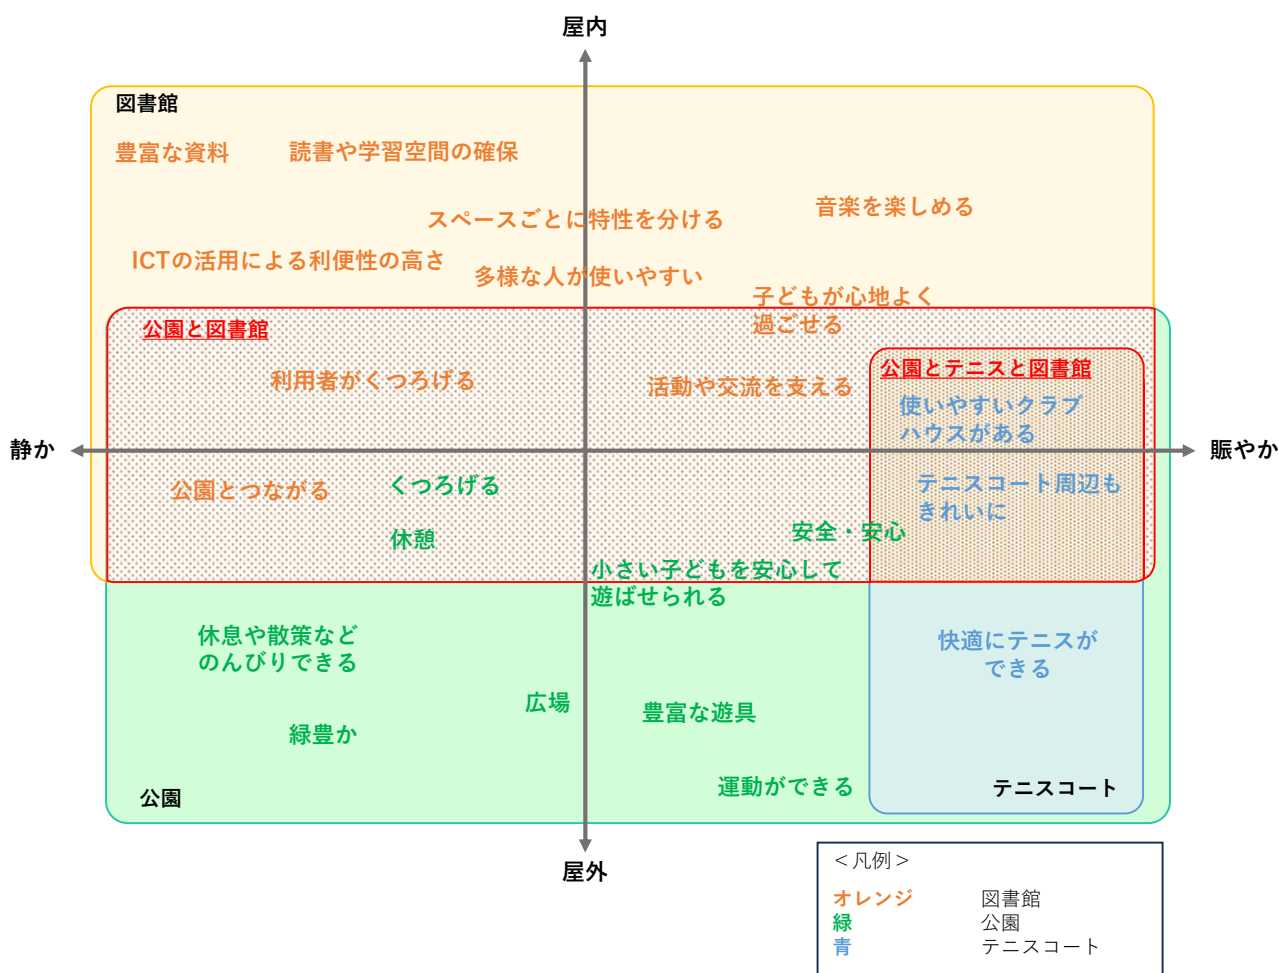 屋内
図書館
豊富な資料
読書や学習空間の確保
音楽を楽しめる
スペースごとに特性を分ける
ICTの活用による利便性の高さ
多様な人が使いやすい
子どもが心地よく
過ごせる
公園と図書館
公園とテニスと図書館
利用者がくつろげる
活動や交流を支える
使いやすいクラブ
ハウスがある
静か
賑やか
公園とつながる
くつろげる
テニスコート周辺も
きれいに
休憩
安全・安心
小さい子どもを安心して
遊ばせられる
休息や散策など
のんびりできる
快適にテニスが
できる
広場
豊富な遊具
緑豊か
運動ができる
テニスコート
公園
屋外
＜凡例＞
オレンジ 図書館
緑 公園
青 テニスコート